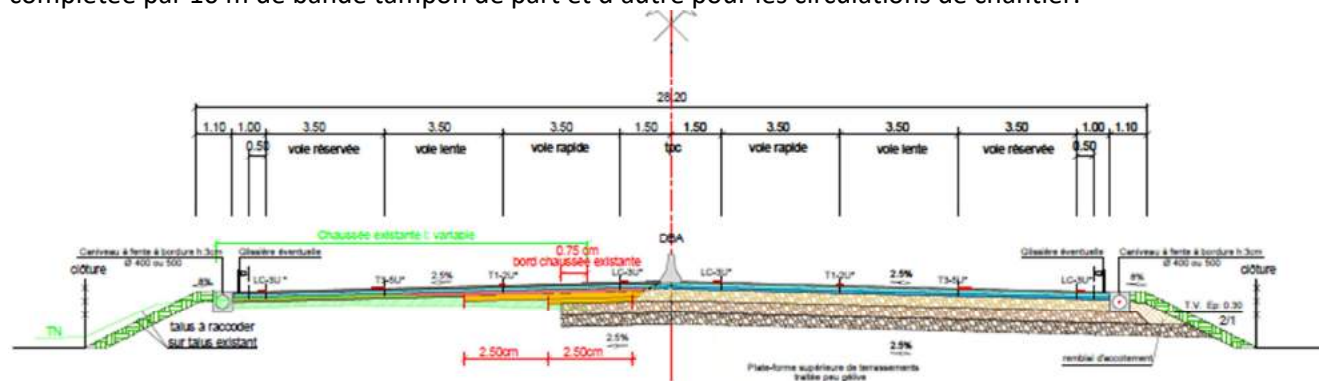 complétée par 10 m de bande tampon de part et d'autre pour les circulations de chantier.
28.20
1.10 1.00 3.50 3.50 3.50 1.50 1.50 3.50 3.50 3.50 1.00 1.10
0.50 voie réservée voie lente voie rapide tpc voie rapide voie lente voie réservée 0.50
Chaussée existante l: variable
0.75 cm
bord chaussée existante
DBA
Caniveau à fente à bordure h:3cm
Ø 400 ou 500
Glissière éventuelle
Glissière éventuelle
Caniveau à fente à bordure h:3cm
Ø 400 ou 500
clôture
clôture
8% LC-3U* T3-5U* 2.5% T1-2U* LC-3U* LC-3U* T1-2U* 2.5% T3-5U* LC-3U* 8%
TN
talus à raccoder
sur talus existant
T.V. Ep: 0.30
2/1
2.50cm 2.50cm
2.5%
2.5%
remblai d'accotement
Plate-forme supérieure de terrassements
traitée peu gélive